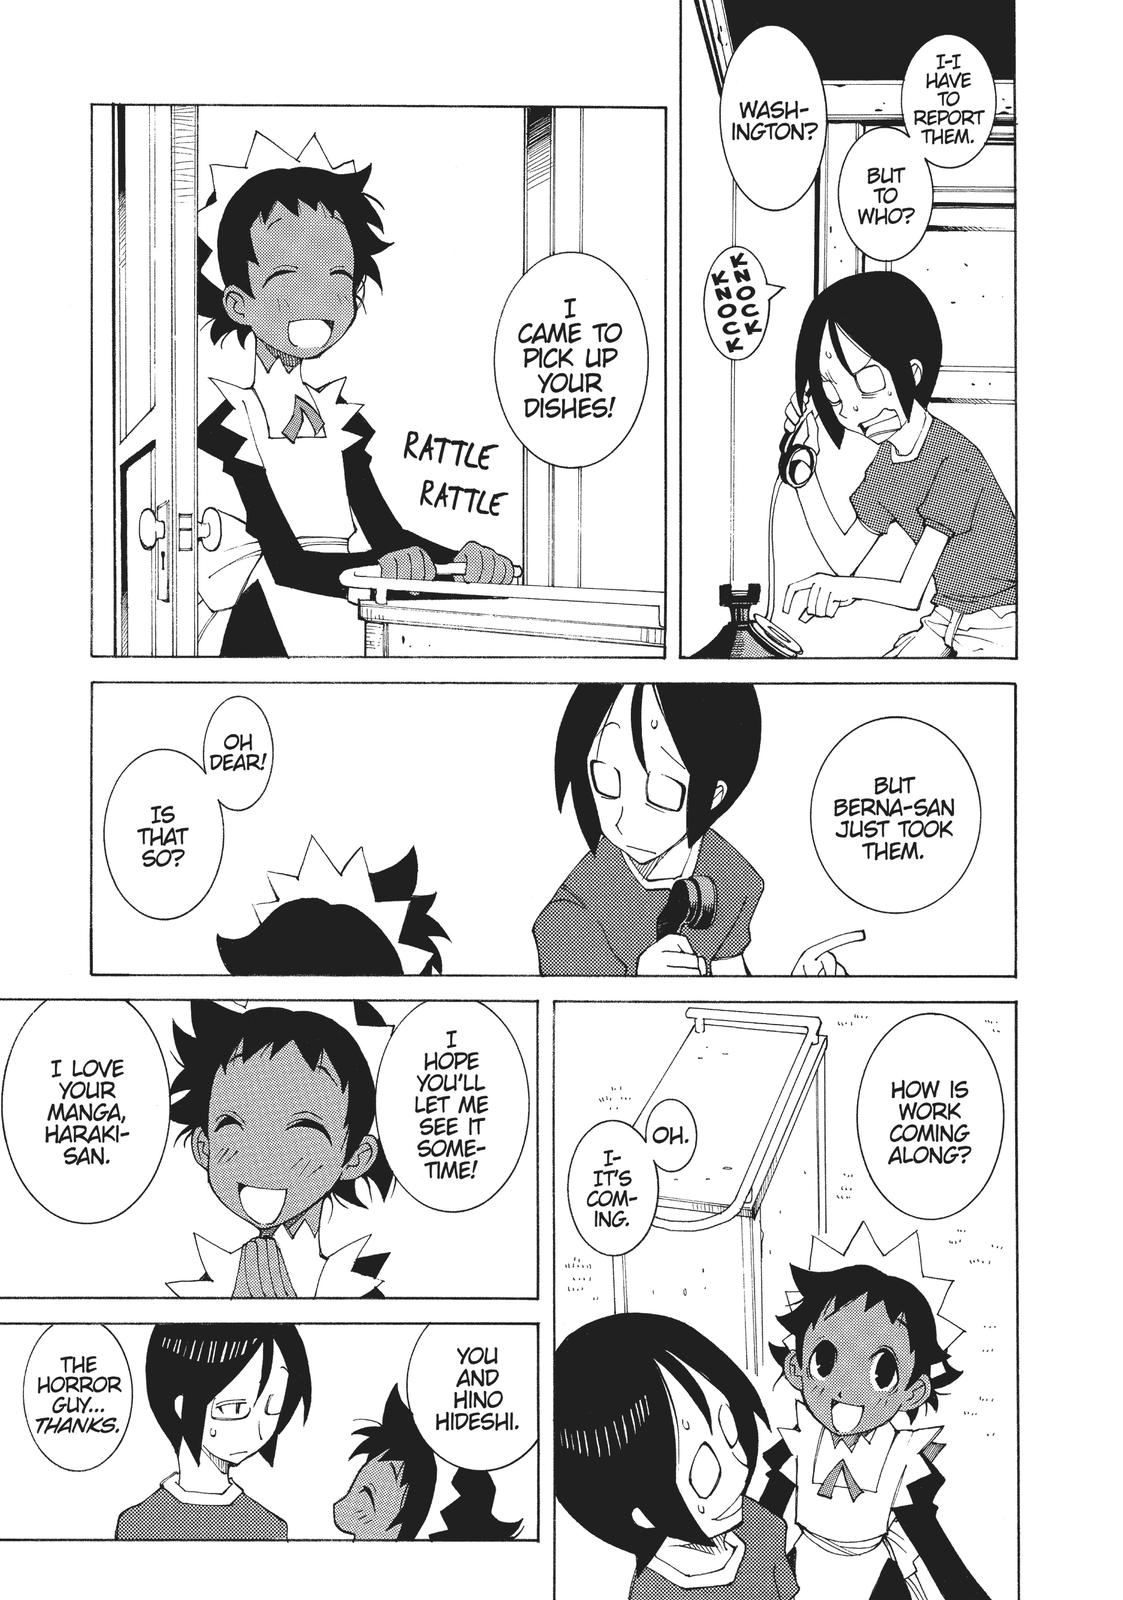 I-I
HAVE
TO
REPORT
THEM.
BUT
TO
WHO?
WASH-
INGTON?
KNOCK
KNOCK
I
CAME TO
PICK UP
YOUR
DISHES!
RATTLE
RATTLE
BUT
BERNA-SAN
JUST TOOK
THEM.
OH
DEAR!
IS
THAT
SO?
HOW IS
WORK
COMING
ALONG?
OH.
I-
IT'S
COM-
ING.
I
HOPE
YOU'LL
LET ME
SEE IT
SOME-
TIME!
I LOVE
YOUR
MANGA,
HARAKI-
SAN.
YOU
AND
HINO
HIDESHI.
THE
HORROR
GUY...
THANKS.